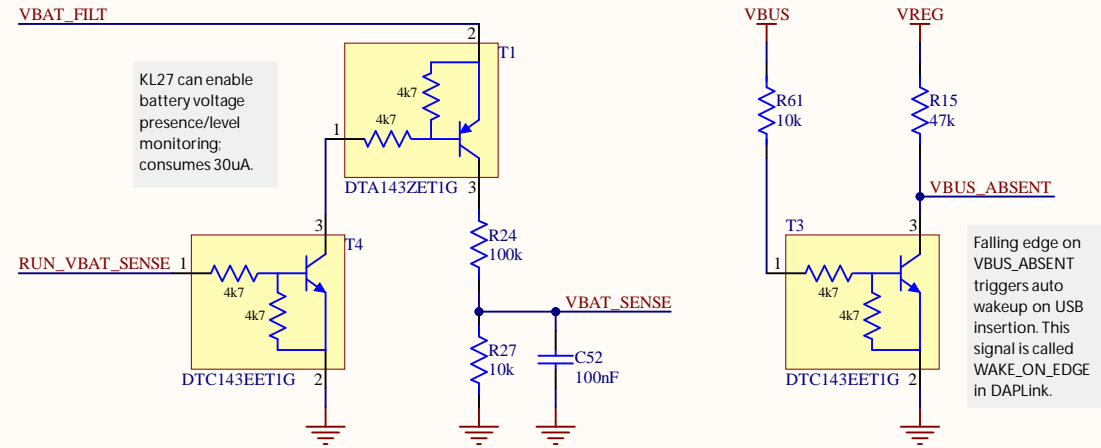 VBAT_FILT
2
T1
KL27 can enable
battery voltage
presence/level
monitoring;
consumes 30uA.
4k7
4k7
1
DTA143ZET1G
3
3
T4
RUN_VBAT_SENSE
1
4k7
4k7
DTC143EET1G
2
R24
100k
VBAT_SENSE
R27
10k
C52
100nF
VBUS
VREG
R61
10k
R15
47k
VBUS_ABSENT
T3
3
1
4k7
4k7
DTC143EET1G
2
Falling edge on
VBUS_ABSENT
triggers auto
wakeup on USB
insertion. This
signal is called
WAKE_ON_EDGE
in DAPLink.